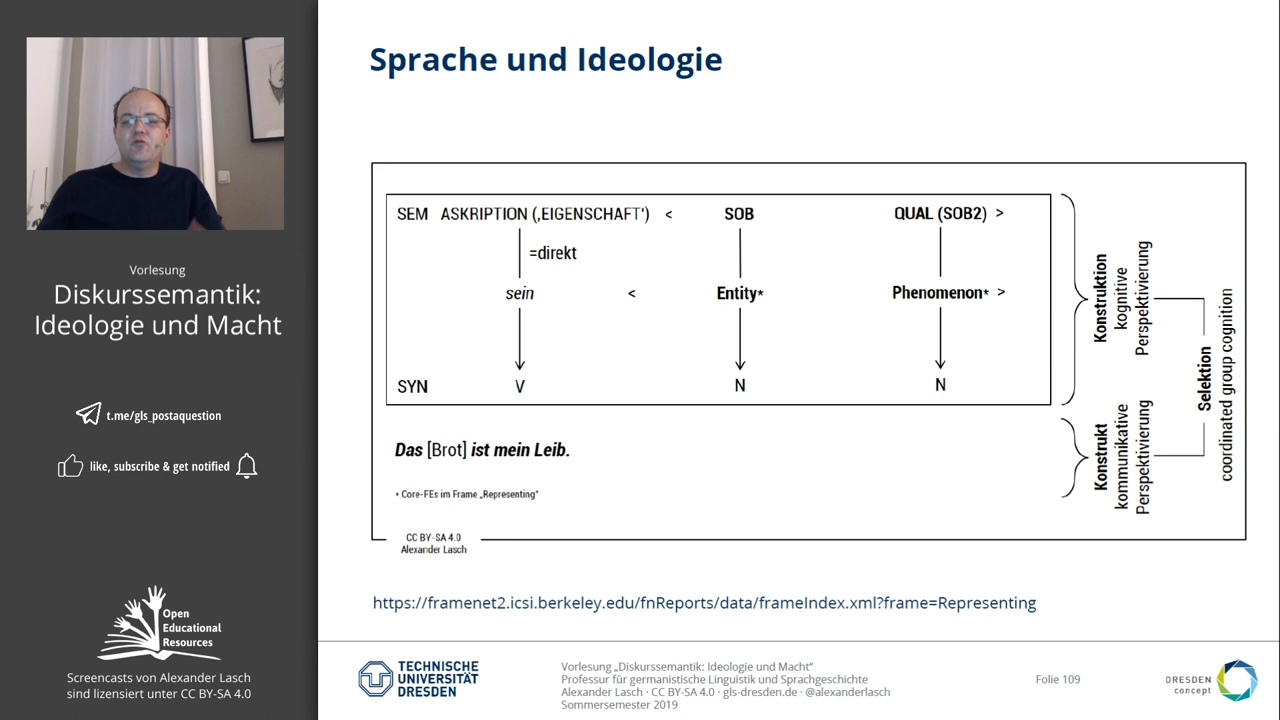 Vorlesung
Diskurssemantik:
Ideologie und Macht
t.me/gls_postaquestion
like, subscribe & get notified
Open
Educational
Resources
Screencasts von Alexander Lasch
sind lizensiert unter CC BY-SA 4.0
Sprache und Ideologie
SEM ASKRIPTION (‚EIGENSCHAFT‘) < SOB QUAL (SOB2) >
=direkt
sein < Entity* Phenomenon* >
SYN V N N
Konstruktion
kognitive
Perspektivierung
Das [Brot] ist mein Leib.
* Core-FEs im Frame „Representing“
Konstrukt
kommunikative
Perspektivierung
Selektion
coordinated group cognition
CC BY-SA 4.0
Alexander Lasch
https://framenet2.icsi.berkeley.edu/fnReports/data/frameIndex.xml?frame=Representing
TECHNISCHE
UNIVERSITÄT
DRESDEN
Vorlesung „Diskurssemantik: Ideologie und Macht“
Professur für germanistische Linguistik und Sprachgeschichte
Alexander Lasch · CC BY-SA 4.0 · gls-dresden.de · @alexanderlasch
Sommersemester 2019
Folie 109
DRESDEN
concept